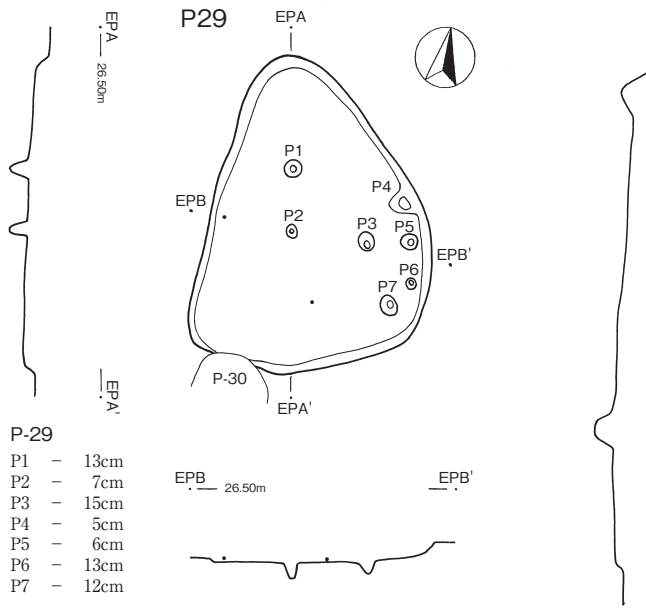 P29
EPA
EPA
26.50m
P1
P4
EPB
P2
P3
P5
EPB'
P6
P7
P-30
EPA'
EPA'
P-29
P1 － 13cm
P2 － 7cm
P3 － 15cm
P4 － 5cm
P5 － 6cm
P6 － 13cm
P7 － 12cm
EPB
26.50m
EPB'